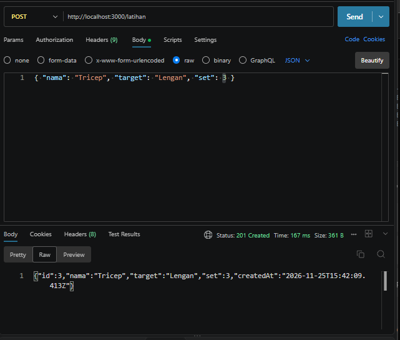 POST http://localhost:3000/latihan Send
Params Authorization Headers (9) Body Scripts Settings Code Cookies
none form-data x-www-form-urlencoded raw binary GraphQL JSON Beautify
1 { "nama": "Tricep", "target": "Lengan", "set": 3 }
Body Cookies Headers (8) Test Results Status: 201 Created Time: 167 ms Size: 361 B
Pretty Raw Preview
1 {"id":3,"nama":"Tricep","target":"Lengan","set":3,"createdAt":"2026-11-25T15:42:09.
413Z"}